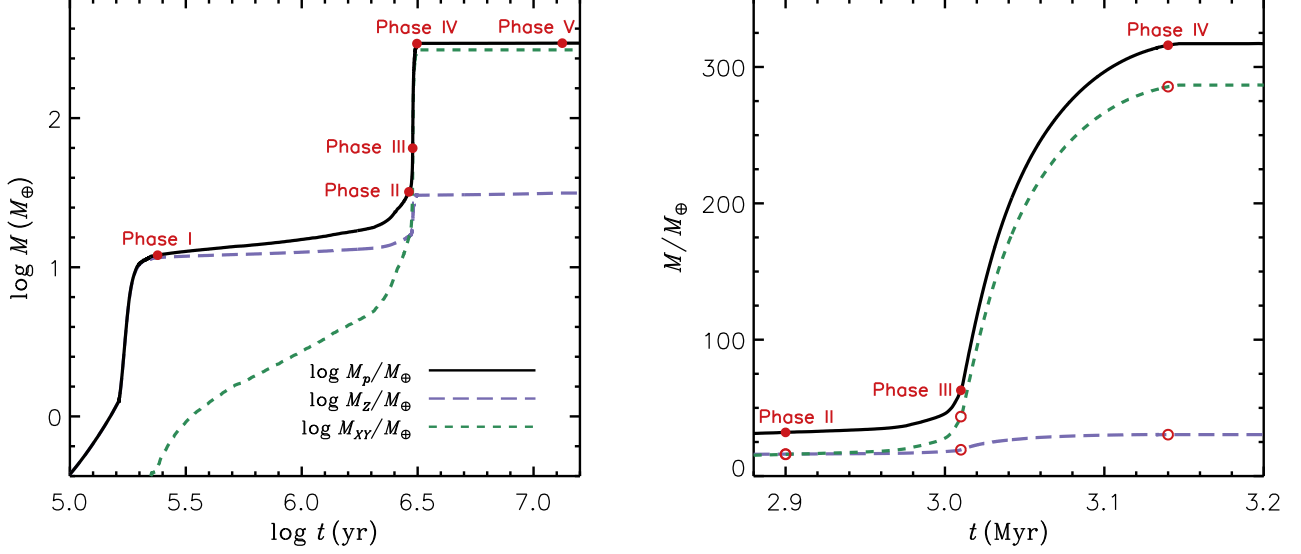 Phase IV
Phase V
2
Phase III
Phase II
Phase I
1
0
log M (M⊕)
log Mp/M⊕
log MZ/M⊕
log MXY/M⊕
5.0
5.5
6.0
6.5
7.0
log t (yr)
Phase IV
300
200
100
0
M/M⊕
Phase III
Phase II
2.9
3.0
3.1
3.2
t (Myr)